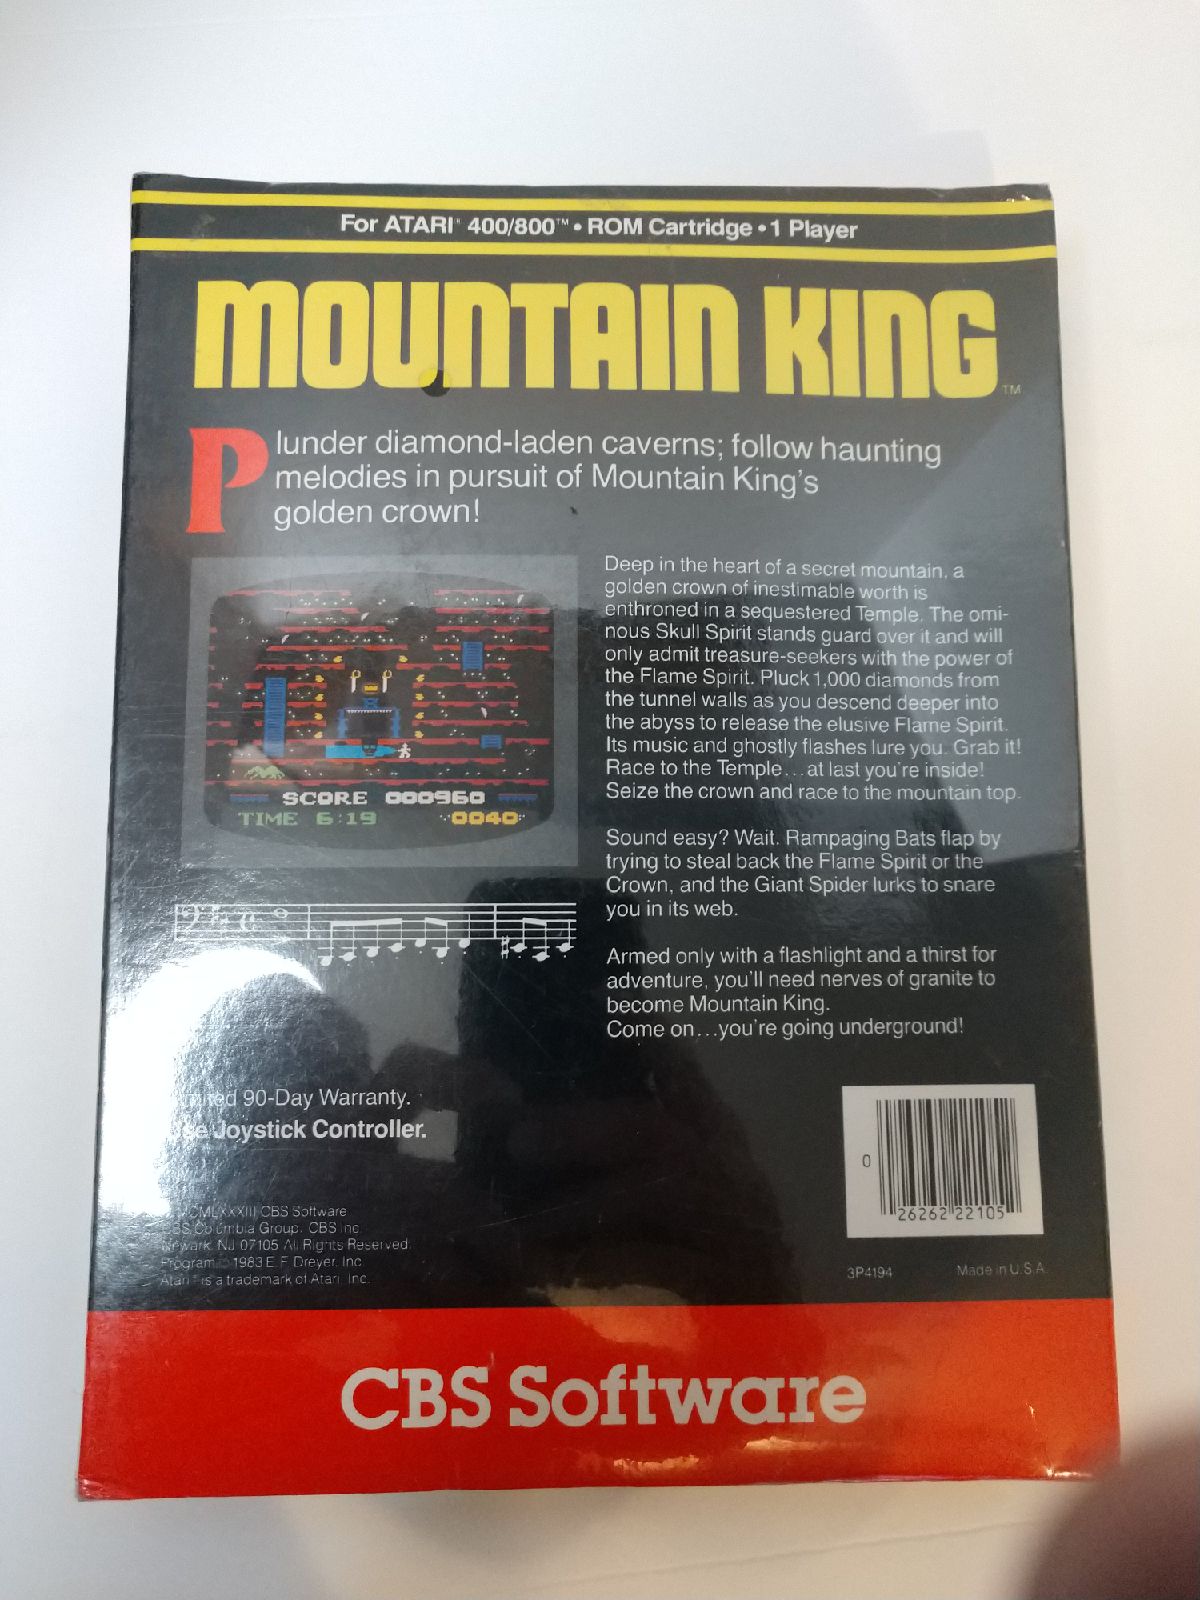 For ATARI® 400/800™ • ROM Cartridge • 1 Player
MOUNTAIN KING™
Plunder diamond-laden caverns; follow haunting
melodies in pursuit of Mountain King's
golden crown!
SCORE 000960
TIME 6:19 0040
Deep in the heart of a secret mountain, a
golden crown of inestimable worth is
enthroned in a sequestered Temple. The omi-
nous Skull Spirit stands guard over it and will
only admit treasure-seekers with the power of
the Flame Spirit. Pluck 1,000 diamonds from
the tunnel walls as you descend deeper into
the abyss to release the elusive Flame Spirit.
Its music and ghostly flashes lure you. Grab it!
Race to the Temple...at last you're inside!
Seize the crown and race to the mountain top.
Sound easy? Wait. Rampaging Bats flap by
trying to steal back the Flame Spirit or the
Crown, and the Giant Spider lurks to snare
you in its web.
Armed only with a flashlight and a thirst for
adventure, you'll need nerves of granite to
become Mountain King.
Come on...you're going underground!
90-Day Warranty.
Joystick Controller.
CBS Software
CBS Columbia Group, CBS Inc.
Newark, NJ 07105 All Rights Reserved.
Program © 1983 E.F. Dreyer, Inc.
Atari® is a trademark of Atari, Inc.
0 26262 22105
3P4194 Made in U.S.A.
CBS Software